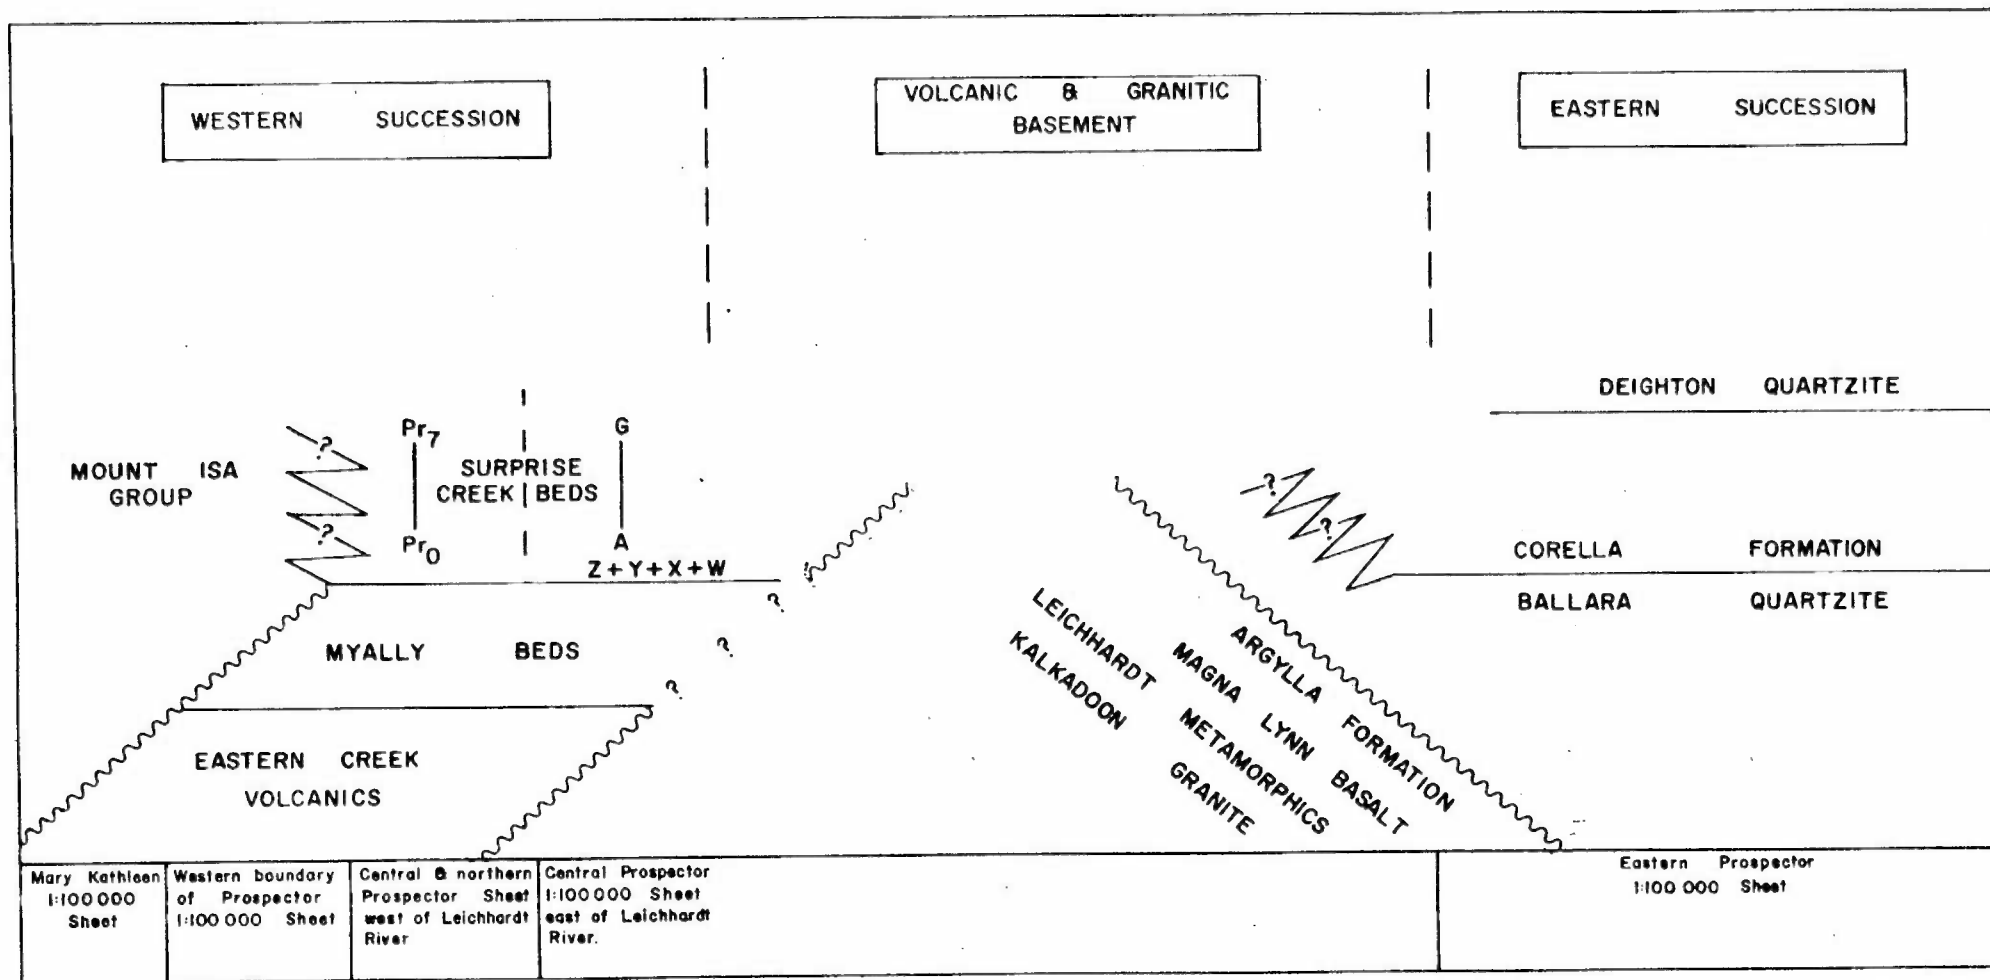 WESTERN SUCCESSION
VOLCANIC & GRANITIC
BASEMENT
EASTERN SUCCESSION
DEIGHTON QUARTZITE
MOUNT ISA
GROUP
?
?
Pr7
Pr0
SURPRISE
CREEK BEDS
G
A
Z+Y+X+W
?
?
?
?
?
CORELLA FORMATION
BALLARA QUARTZITE
MYALLY BEDS
EASTERN CREEK
VOLCANICS
ARGYLLA FORMATION
MAGNA LYNN BASALT
LEICHHARDT METAMORPHICS
KALKADOON GRANITE
Mary Kathleen
1:100 000
Sheet
Western boundary
of Prospector
1:100 000 Sheet
Central & northern
Prospector Sheet
west of Leichhardt
River
Central Prospector
1:100 000 Sheet
east of Leichhardt
River.
Eastern Prospector
1:100 000 Sheet